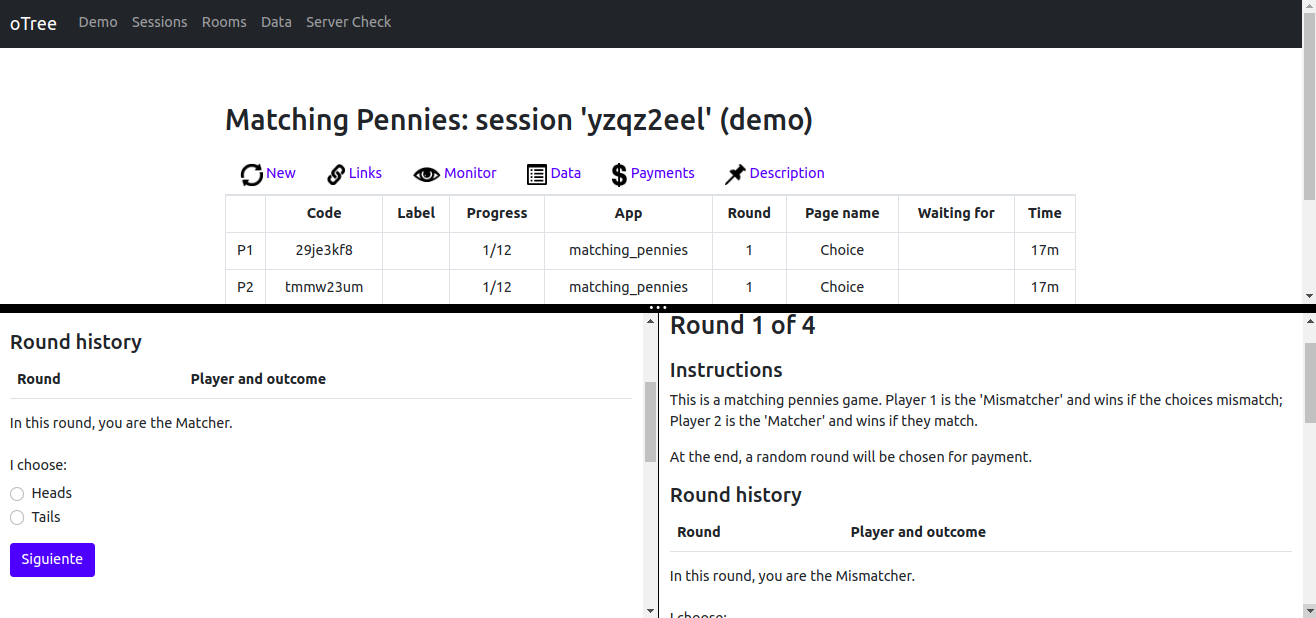 oTree Demo Sessions Rooms Data Server Check
Matching Pennies: session 'yzqz2eel' (demo)
New Links Monitor Data Payments Description
Code Label Progress App Round Page name Waiting for Time
P1 29je3kf8 1/12 matching_pennies 1 Choice 17m
P2 tmmw23um 1/12 matching_pennies 1 Choice 17m
Round history
Round Player and outcome
In this round, you are the Matcher.
I choose:
Heads
Tails
Siguiente
Round 1 of 4
Instructions
This is a matching pennies game. Player 1 is the 'Mismatcher' and wins if the choices mismatch;
Player 2 is the 'Matcher' and wins if they match.
At the end, a random round will be chosen for payment.
Round history
Round Player and outcome
In this round, you are the Mismatcher.
I choose: